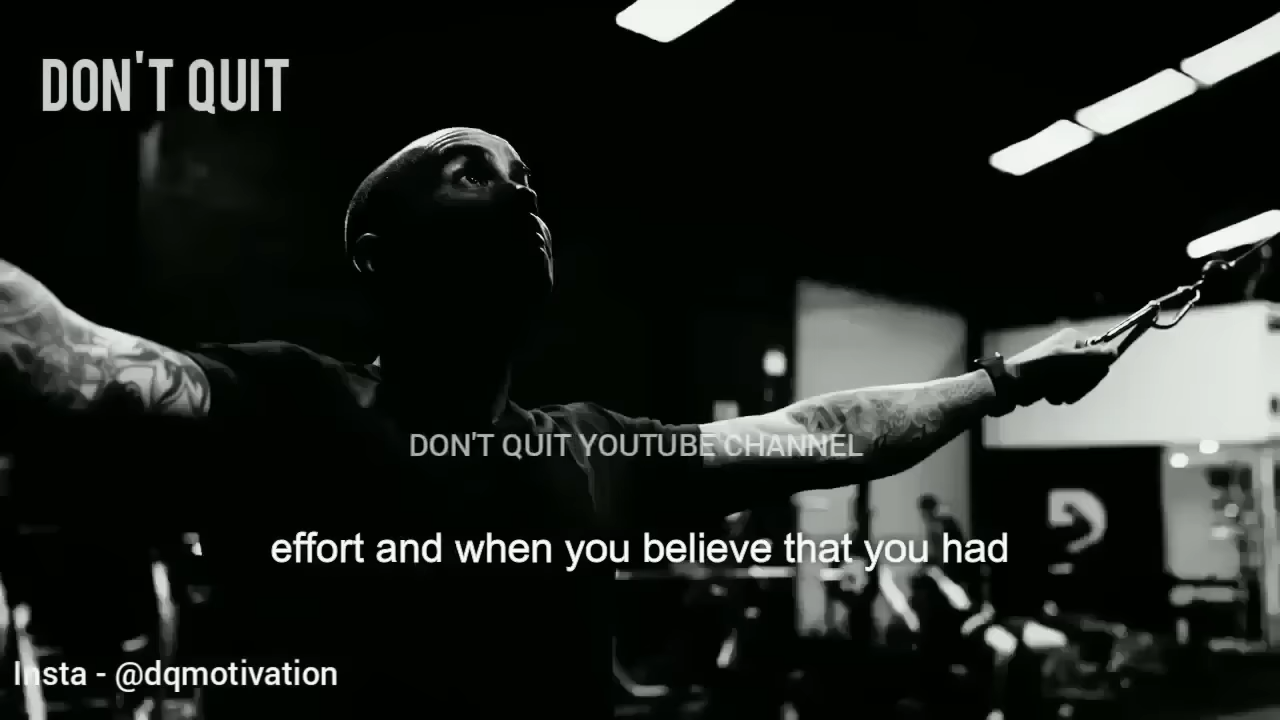 DON'T QUIT
DON'T QUIT YOUTUBE CHANNEL
effort and when you believe that you had
Insta - @dqmotivation